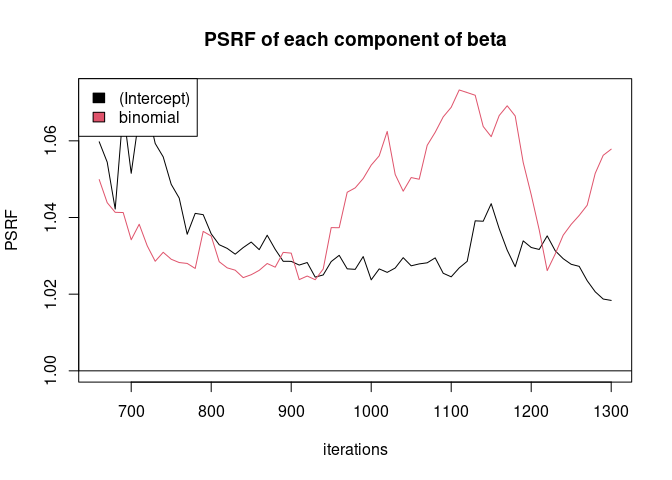 PSRF of each component of beta
(Intercept)
binomial
PSRF
1.06
1.04
1.02
1.00
700 800 900 1000 1100 1200 1300
iterations